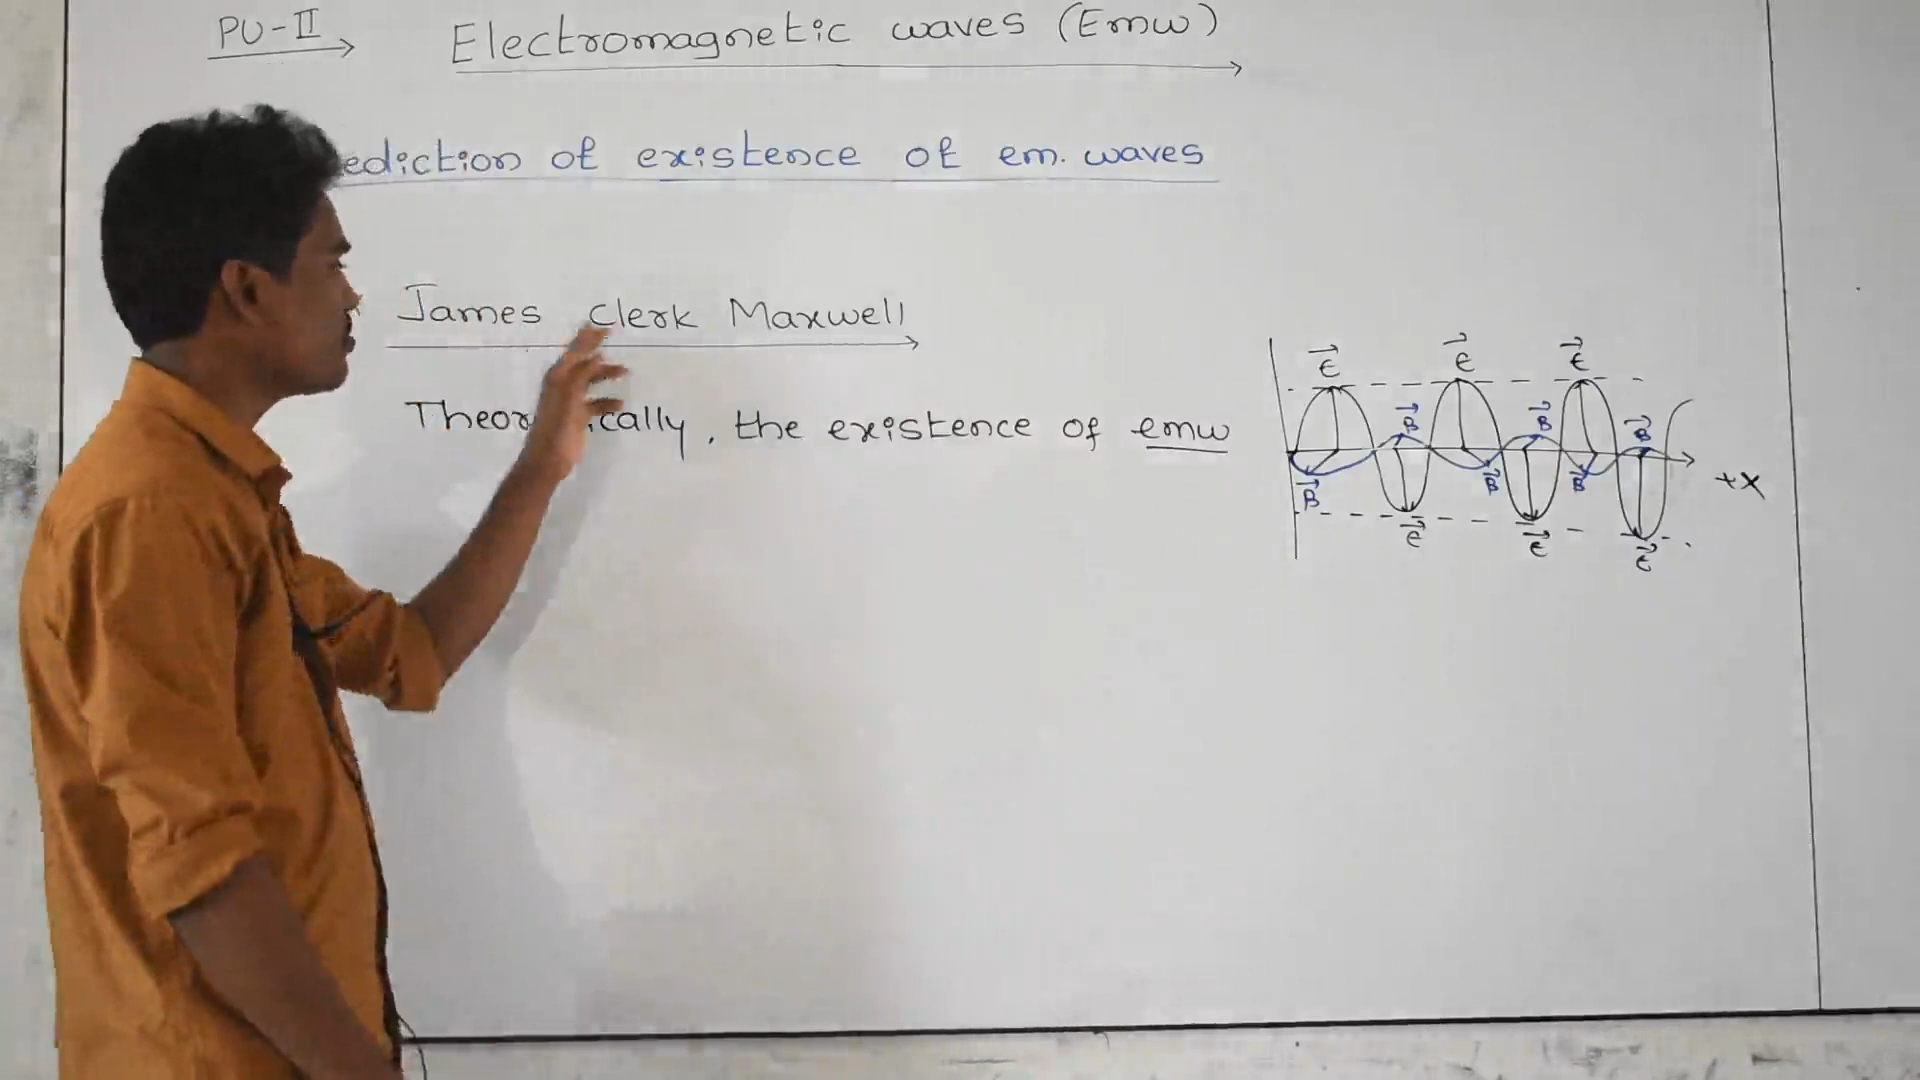 PU-II
Electromagnetic waves (Emw)
ediction of existence of em. waves
James Clerk Maxwell
Theor ically, the existence of emw
E E E
B B B
B B B
E E E
+X